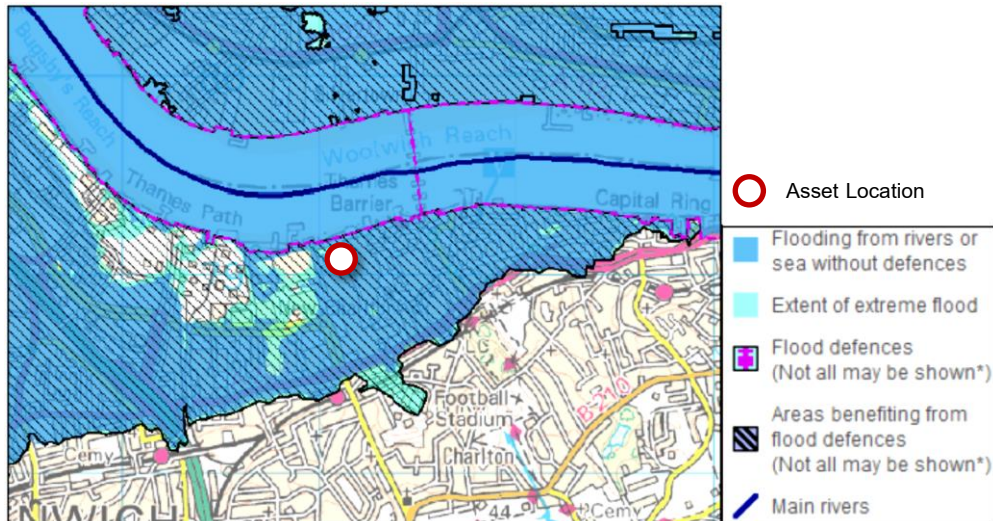 Bugsby's Reach
Woolwich Reach
Thames Path
Thames
Barrier
Capital Ring
B-210
Football
Stadium
Charlton
Cemy
NWICH
44
Cemy
Asset Location
Flooding from rivers or
sea without defences
Extent of extreme flood
Flood defences
(Not all may be shown*)
Areas benefiting from
flood defences
(Not all may be shown*)
Main rivers